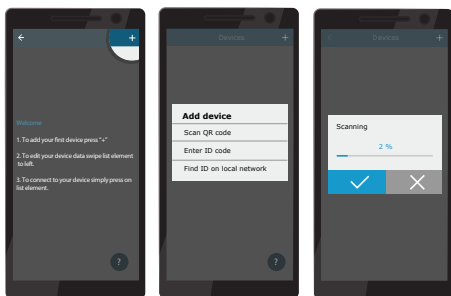 +
Welcome
1. To add your first device press "+"
2. To edit your device data swipe list element
to left.
3. To connect to your device simply press on
list element.
?
Devices +
Add device
Scan QR code
Enter ID code
Find ID on local network
?
Devices +
Scanning
2 %